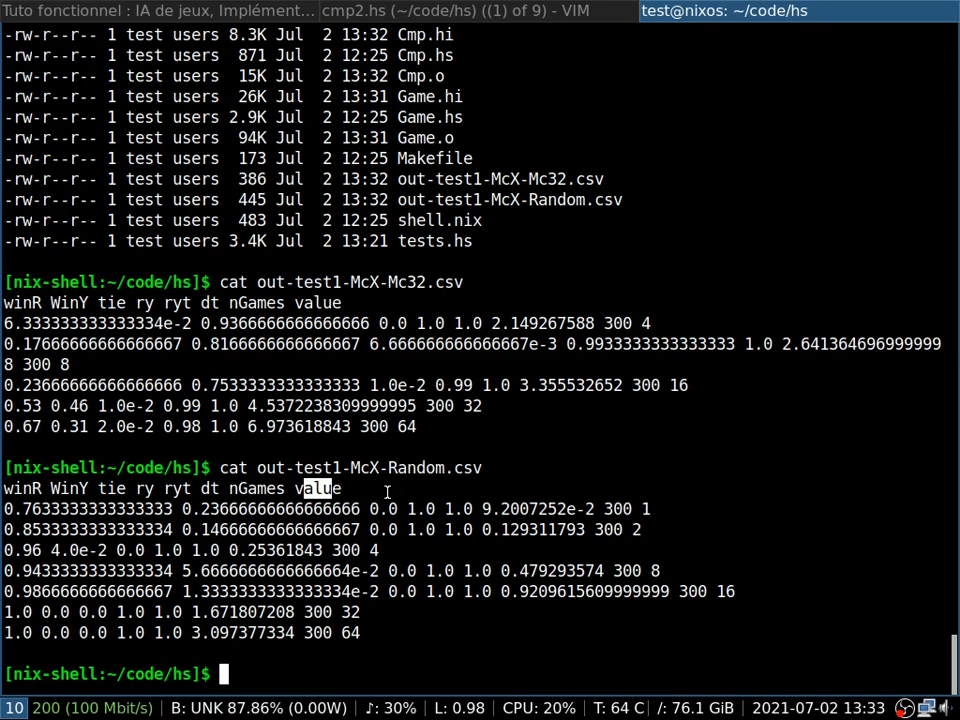 Tuto fonctionnel : IA de jeux, Implément... cmp2.hs (~/code/hs) ((1) of 9) - VIM test@nixos: ~/code/hs
-rw-r--r-- 1 test users 8.3K Jul  2 13:32 Cmp.hi
-rw-r--r-- 1 test users  871 Jul  2 12:25 Cmp.hs
-rw-r--r-- 1 test users  15K Jul  2 13:32 Cmp.o
-rw-r--r-- 1 test users  26K Jul  2 13:31 Game.hi
-rw-r--r-- 1 test users 2.9K Jul  2 12:25 Game.hs
-rw-r--r-- 1 test users  94K Jul  2 13:31 Game.o
-rw-r--r-- 1 test users  173 Jul  2 12:25 Makefile
-rw-r--r-- 1 test users  386 Jul  2 13:32 out-test1-McX-Mc32.csv
-rw-r--r-- 1 test users  445 Jul  2 13:32 out-test1-McX-Random.csv
-rw-r--r-- 1 test users  483 Jul  2 12:25 shell.nix
-rw-r--r-- 1 test users 3.4K Jul  2 13:21 tests.hs
[nix-shell:~/code/hs]$ cat out-test1-McX-Mc32.csv
winR WinY tie ry ryt dt nGames value
6.333333333333334e-2 0.9366666666666666 0.0 1.0 1.0 2.149267588 300 4
0.17666666666666667 0.8166666666666667 6.666666666666667e-3 0.9933333333333333 1.0 2.641364696999999
8 300 8
0.23666666666666666 0.7533333333333333 1.0e-2 0.99 1.0 3.355532652 300 16
0.53 0.46 1.0e-2 0.99 1.0 4.5372238309999995 300 32
0.67 0.31 2.0e-2 0.98 1.0 6.973618843 300 64
[nix-shell:~/code/hs]$ cat out-test1-McX-Random.csv
winR WinY tie ry ryt dt nGames value
0.7633333333333333 0.23666666666666666 0.0 1.0 1.0 9.2007252e-2 300 1
0.8533333333333334 0.14666666666666667 0.0 1.0 1.0 0.129311793 300 2
0.96 4.0e-2 0.0 1.0 1.0 0.25361843 300 4
0.9433333333333334 5.6666666666666664e-2 0.0 1.0 1.0 0.479293574 300 8
0.9866666666666667 1.3333333333333334e-2 0.0 1.0 1.0 0.9209615609999999 300 16
1.0 0.0 0.0 1.0 1.0 1.671807208 300 32
1.0 0.0 0.0 1.0 1.0 3.097377334 300 64
[nix-shell:~/code/hs]$
10 200 (100 Mbit/s) | B: UNK 87.86% (0.00W) | ♪: 30% | L: 0.98 | CPU: 20% | T: 64 C | /: 76.1 GiB | 2021-07-02 13:33